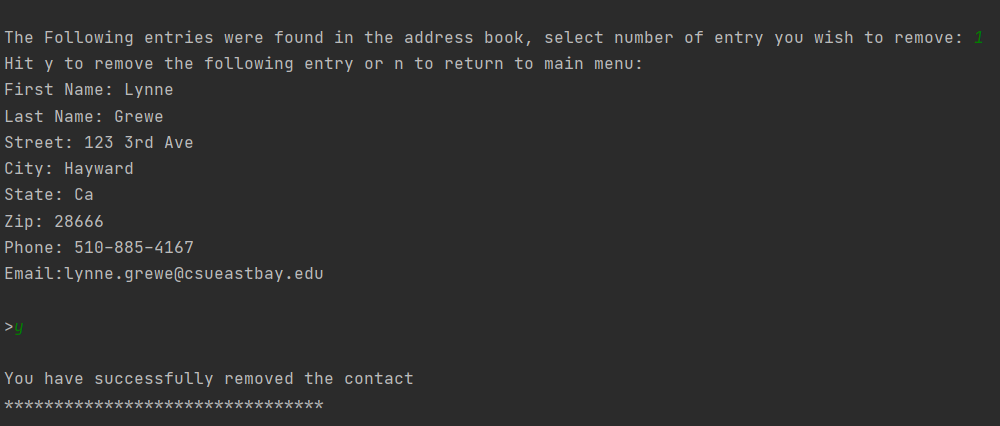 The Following entries were found in the address book, select number of entry you wish to remove: 1
Hit y to remove the following entry or n to return to main menu:
First Name: Lynne
Last Name: Grewe
Street: 123 3rd Ave
City: Hayward
State: Ca
Zip: 28666
Phone: 510-885-4167
Email:lynne.grewe@csueastbay.edu
>y
You have successfully removed the contact
********************************